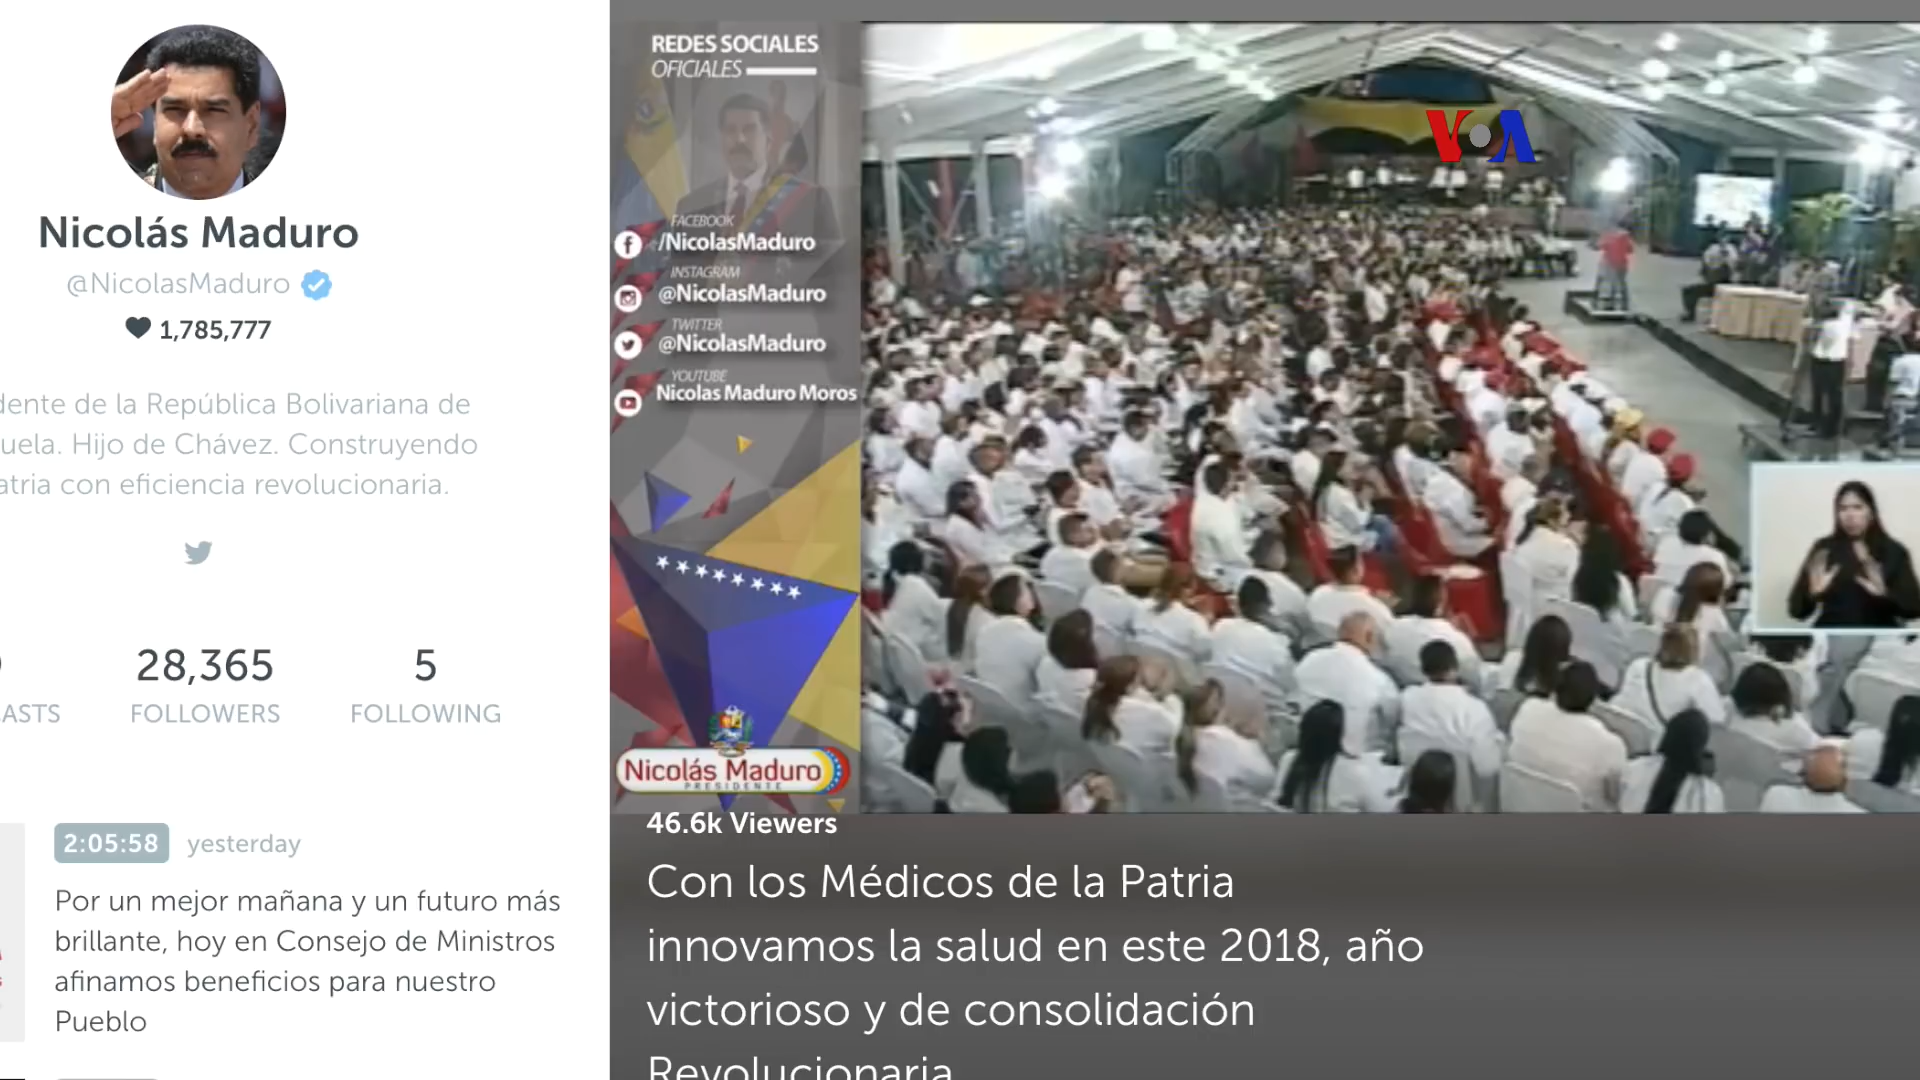 Nicolás Maduro
@NicolasMaduro
1,785,777
dente de la República Bolivariana de
uela. Hijo de Chávez. Construyendo
atria con eficiencia revolucionaria.
28,365
5
ASTS
FOLLOWERS
FOLLOWING
2:05:58 yesterday
Por un mejor mañana y un futuro más
brillante, hoy en Consejo de Ministros
afinamos beneficios para nuestro
Pueblo
REDES SOCIALES
OFICIALES
FACEBOOK
/NicolasMaduro
INSTAGRAM
@NicolasMaduro
TWITTER
@NicolasMaduro
YOUTUBE
Nicolas Maduro Moros
Nicolás Maduro
PRESIDENTE
VOA
46.6k Viewers
Con los Médicos de la Patria
innovamos la salud en este 2018, año
victorioso y de consolidación
Revolucionaria